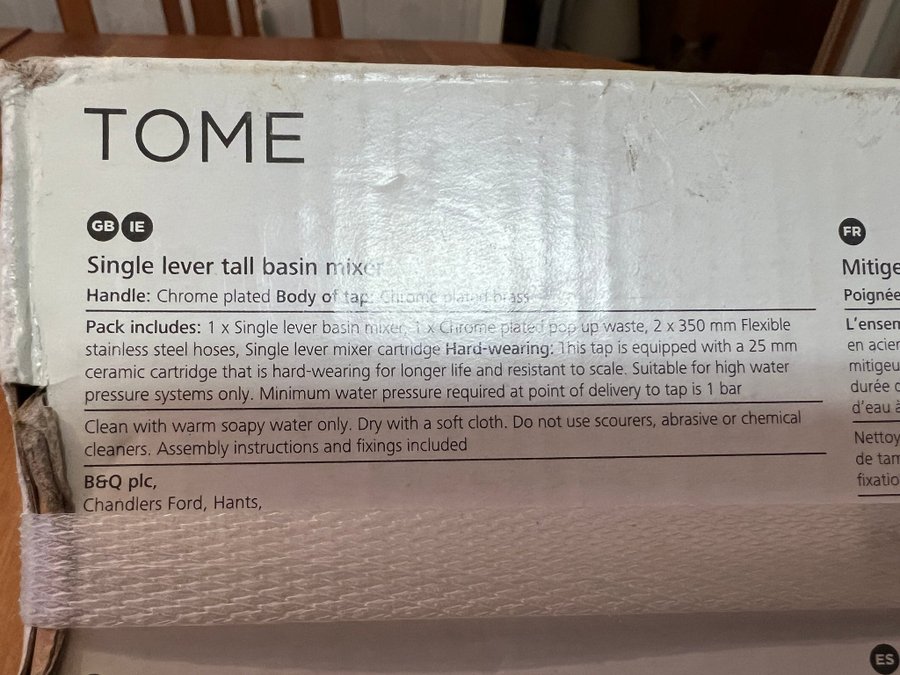 TOME
GB IE
Single lever tall basin mixer
Handle: Chrome plated Body of tap: Chrome plated brass
Pack includes: 1 x Single lever basin mixer, 1 x Chrome plated pop up waste, 2 x 350 mm Flexible
stainless steel hoses, Single lever mixer cartridge Hard-wearing: This tap is equipped with a 25 mm
ceramic cartridge that is hard-wearing for longer life and resistant to scale. Suitable for high water
pressure systems only. Minimum water pressure required at point of delivery to tap is 1 bar
Clean with warm soapy water only. Dry with a soft cloth. Do not use scourers, abrasive or chemical
cleaners. Assembly instructions and fixings included
B&Q plc,
Chandlers Ford, Hants,
FR
Mitige
Poignée
L'ensem
en acier
mitigeu
durée d
d'eau à
Nettoy
de tam
fixatio
ES